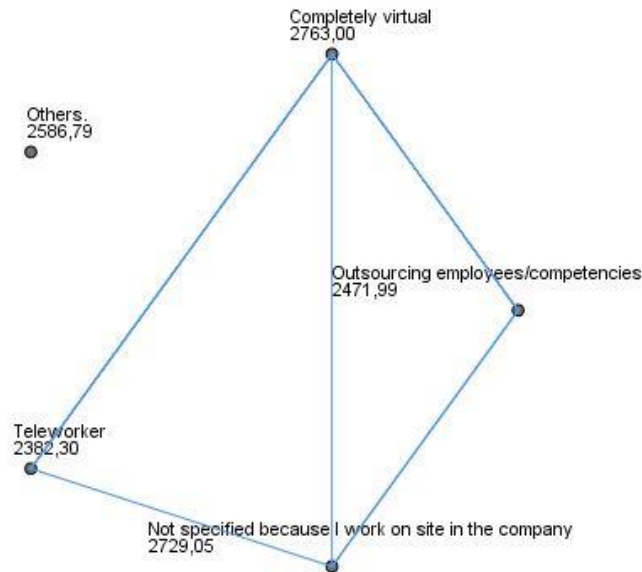 Completely virtual
2763,00
Others.
2586,79
Outsourcing employees/competencies
2471,99
Teleworker
2382,30
Not specified because I work on site in the company
2729,05